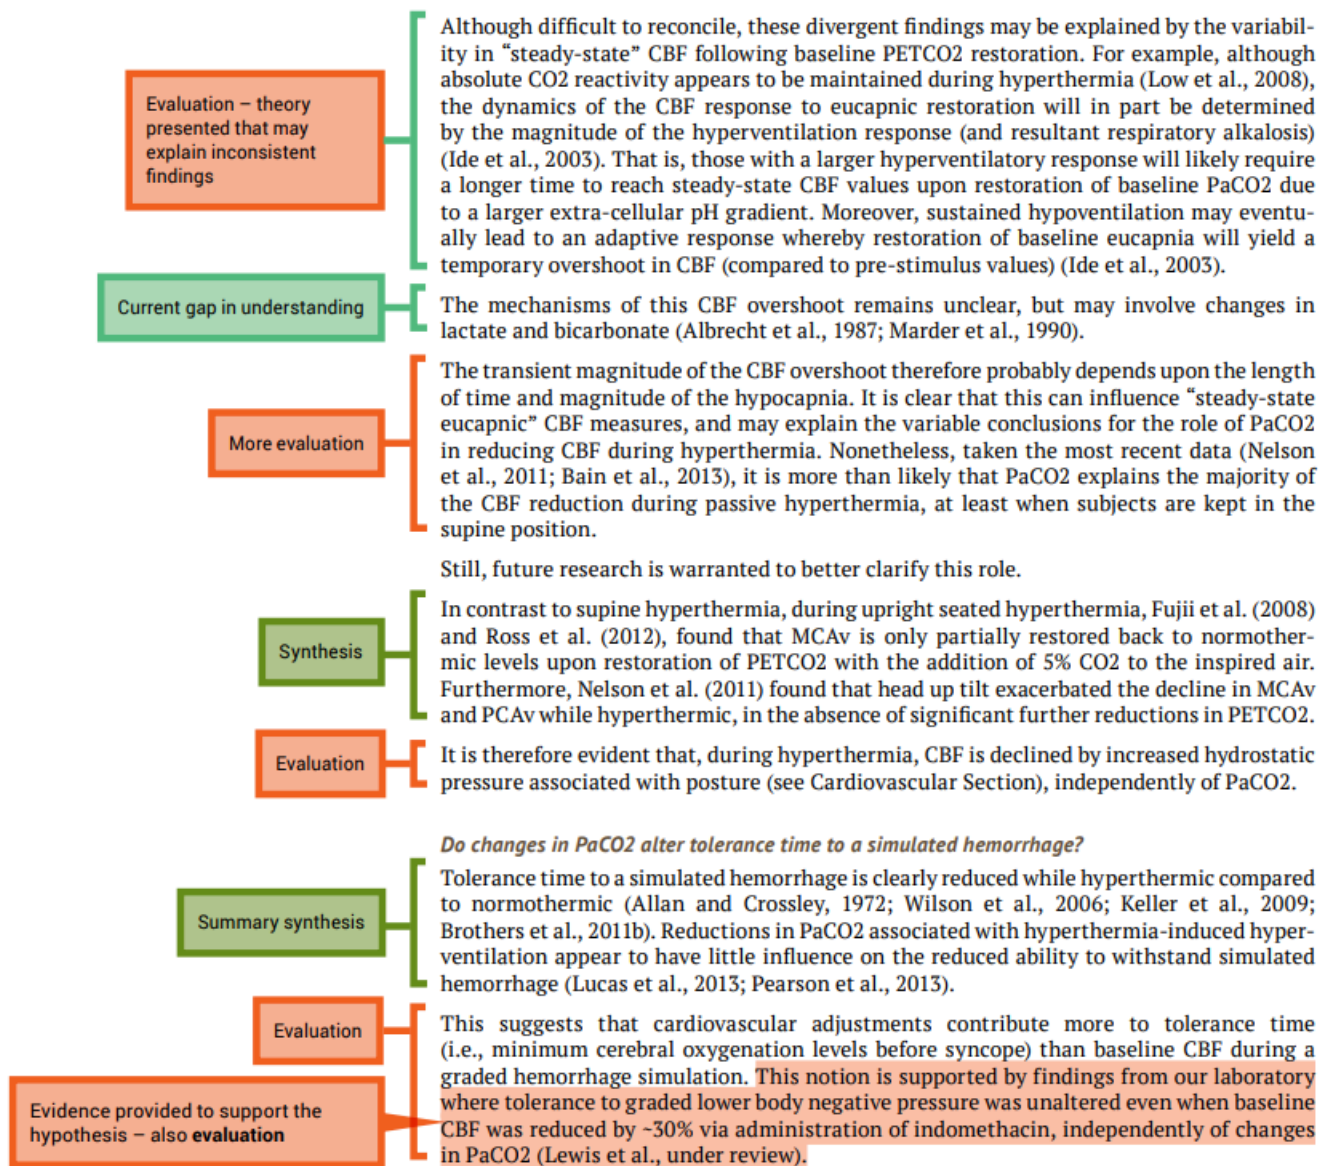 Although difficult to reconcile, these divergent findings may be explained by the variabil-
ity in “steady-state” CBF following baseline PETCO2 restoration. For example, although
absolute CO2 reactivity appears to be maintained during hyperthermia (Low et al., 2008),
the dynamics of the CBF response to eucapnic restoration will in part be determined
by the magnitude of the hyperventilation response (and resultant respiratory alkalosis)
(Ide et al., 2003). That is, those with a larger hyperventilatory response will likely require
a longer time to reach steady-state CBF values upon restoration of baseline PaCO2 due
to a larger extra-cellular pH gradient. Moreover, sustained hypoventilation may eventu-
ally lead to an adaptive response whereby restoration of baseline eucapnia will yield a
temporary overshoot in CBF (compared to pre-stimulus values) (Ide et al., 2003).
Evaluation – theory
presented that may
explain inconsistent
findings
The mechanisms of this CBF overshoot remains unclear, but may involve changes in
lactate and bicarbonate (Albrecht et al., 1987; Marder et al., 1990).
Current gap in understanding
The transient magnitude of the CBF overshoot therefore probably depends upon the length
of time and magnitude of the hypocapnia. It is clear that this can influence “steady-state
eucapnic” CBF measures, and may explain the variable conclusions for the role of PaCO2
in reducing CBF during hyperthermia. Nonetheless, taken the most recent data (Nelson
et al., 2011; Bain et al., 2013), it is more than likely that PaCO2 explains the majority of
the CBF reduction during passive hyperthermia, at least when subjects are kept in the
supine position.
More evaluation
Still, future research is warranted to better clarify this role.
In contrast to supine hyperthermia, during upright seated hyperthermia, Fujii et al. (2008)
and Ross et al. (2012), found that MCAv is only partially restored back to normother-
mic levels upon restoration of PETCO2 with the addition of 5% CO2 to the inspired air.
Furthermore, Nelson et al. (2011) found that head up tilt exacerbated the decline in MCAv
and PCAv while hyperthermic, in the absence of significant further reductions in PETCO2.
Synthesis
It is therefore evident that, during hyperthermia, CBF is declined by increased hydrostatic
pressure associated with posture (see Cardiovascular Section), independently of PaCO2.
Evaluation
Do changes in PaCO2 alter tolerance time to a simulated hemorrhage?
Tolerance time to a simulated hemorrhage is clearly reduced while hyperthermic compared
to normothermic (Allan and Crossley, 1972; Wilson et al., 2006; Keller et al., 2009;
Brothers et al., 2011b). Reductions in PaCO2 associated with hyperthermia-induced hyper-
ventilation appear to have little influence on the reduced ability to withstand simulated
hemorrhage (Lucas et al., 2013; Pearson et al., 2013).
Summary synthesis
This suggests that cardiovascular adjustments contribute more to tolerance time
(i.e., minimum cerebral oxygenation levels before syncope) than baseline CBF during a
graded hemorrhage simulation. This notion is supported by findings from our laboratory
where tolerance to graded lower body negative pressure was unaltered even when baseline
CBF was reduced by ~30% via administration of indomethacin, independently of changes
in PaCO2 (Lewis et al., under review).
Evaluation
Evidence provided to support the
hypothesis – also evaluation